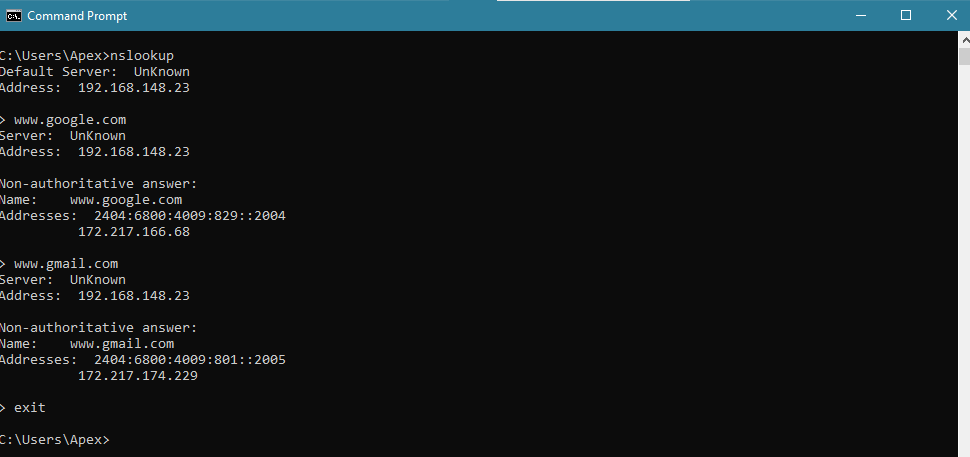 Command Prompt
C:\Users\Apex>nslookup
Default Server:  UnKnown
Address:  192.168.148.23
> www.google.com
Server:  UnKnown
Address:  192.168.148.23
Non-authoritative answer:
Name:    www.google.com
Addresses:  2404:6800:4009:829::2004
172.217.166.68
> www.gmail.com
Server:  UnKnown
Address:  192.168.148.23
Non-authoritative answer:
Name:    www.gmail.com
Addresses:  2404:6800:4009:801::2005
172.217.174.229
> exit
C:\Users\Apex>